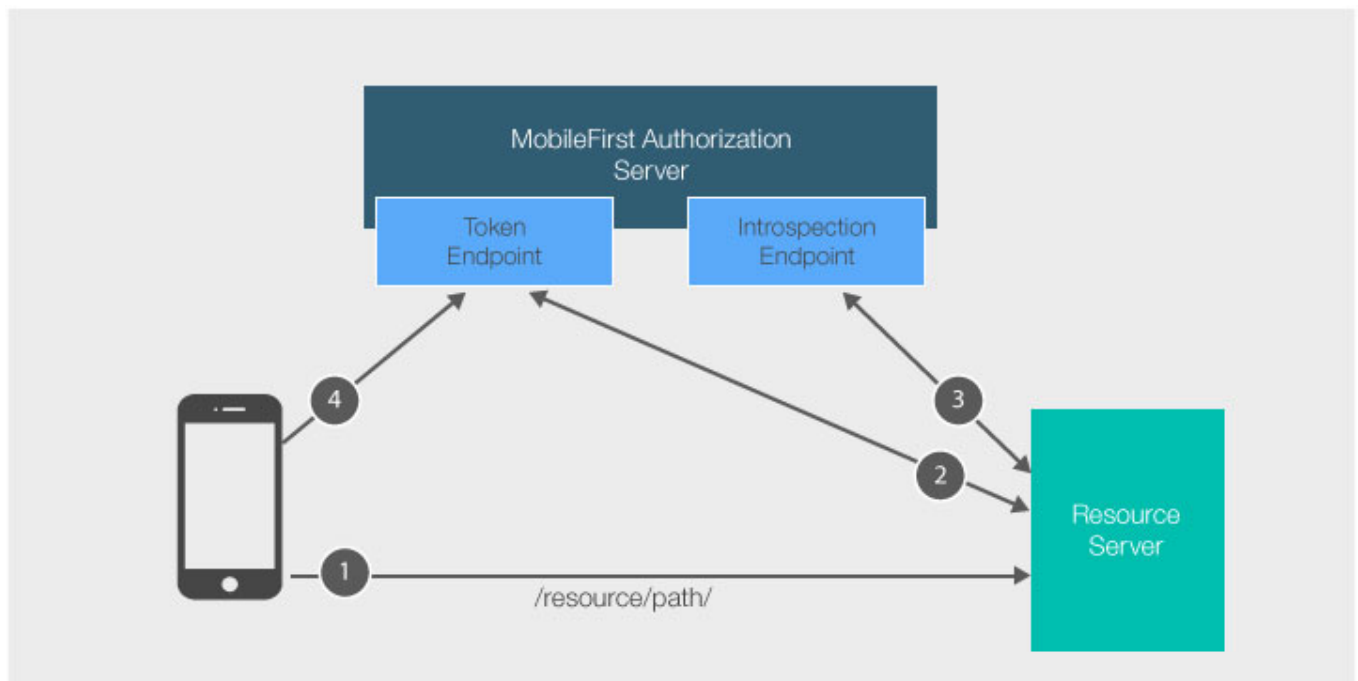 MobileFirst Authorization
Server
Token
Endpoint
Introspection
Endpoint
4
3
2
Resource
Server
1
/resource/path/